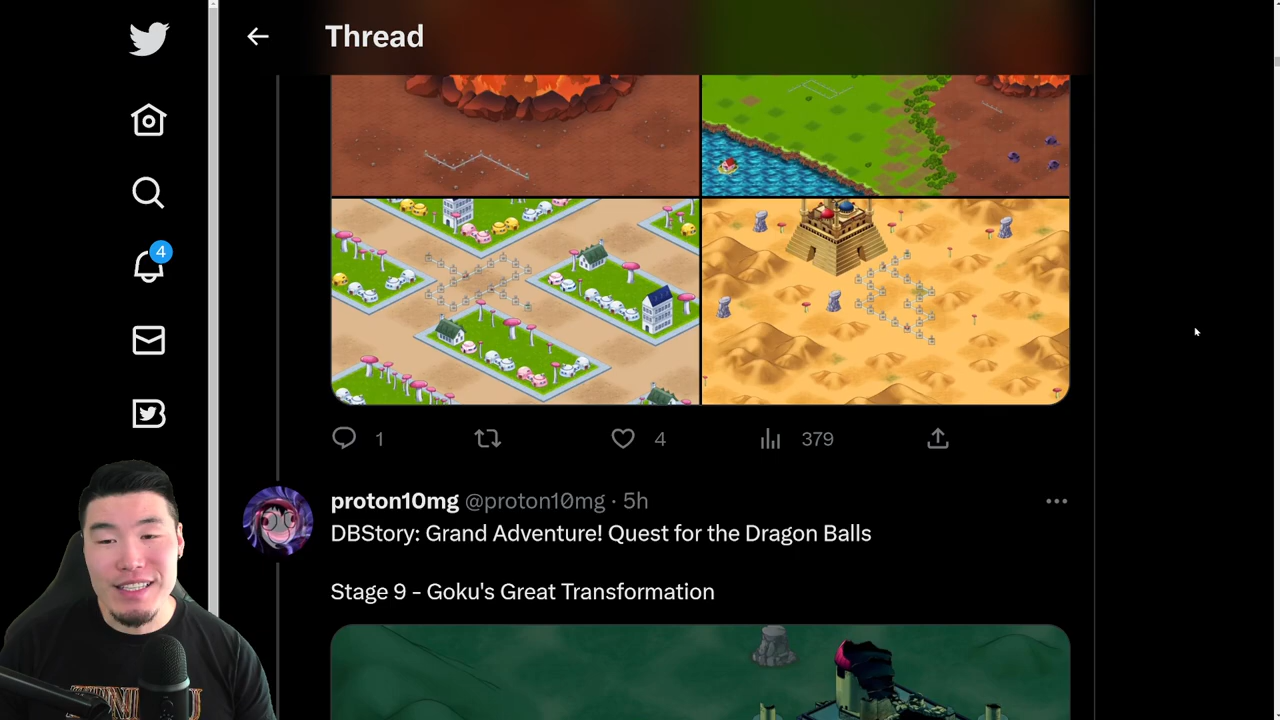 Thread
4
1
4
379
proton10mg @proton10mg · 5h
DBStory: Grand Adventure! Quest for the Dragon Balls
Stage 9 - Goku's Great Transformation